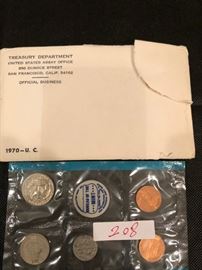 TREASURY DEPARTMENT
UNITED STATES ASSAY OFFICE
350 DUBOCE STREET
SAN FRANCISCO, CALIF. 94102
OFFICIAL BUSINESS
1970-U.C.
208